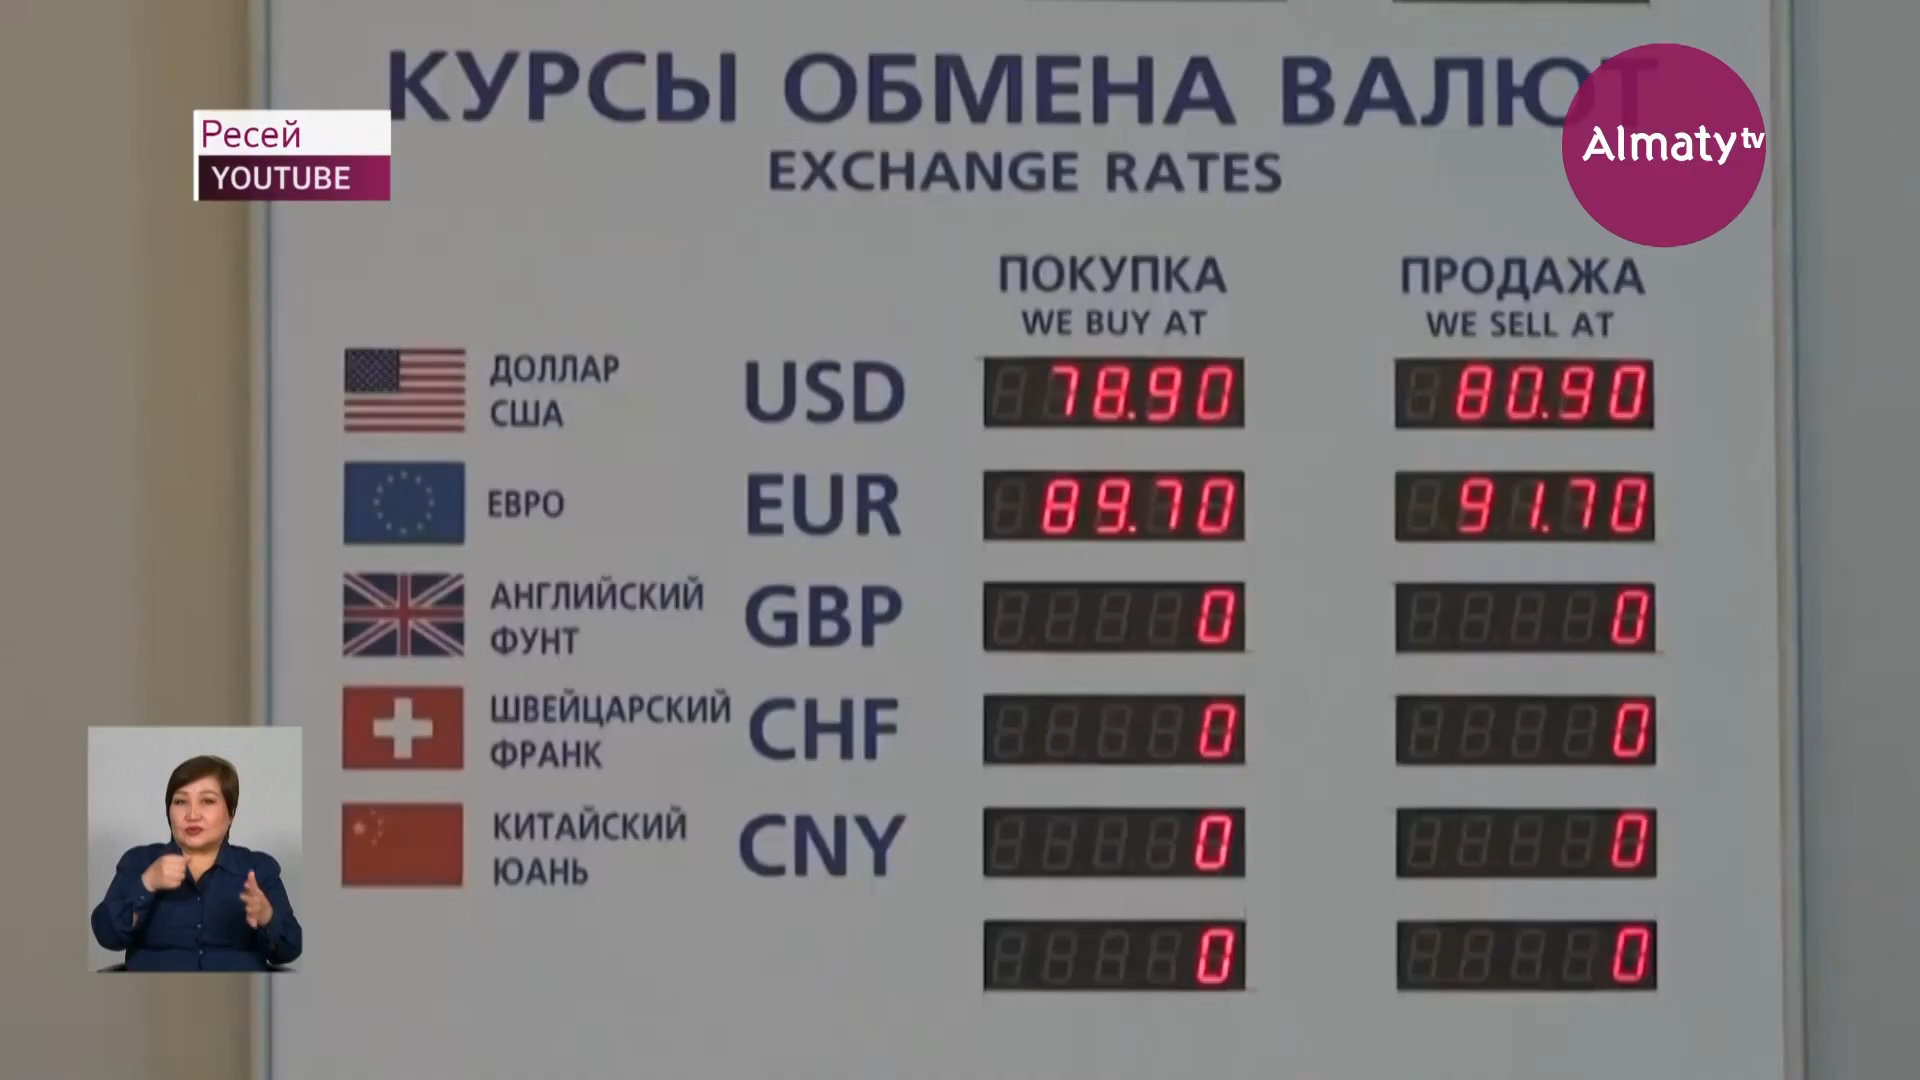 КУРСЫ ОБМЕНА ВАЛЮТ
EXCHANGE RATES
Ресей
YOUTUBE
Almaty tv
ПОКУПКА ПРОДАЖА
WE BUY AT WE SELL AT
ДОЛЛАР
США
USD 78.90 80.90
ЕВРО EUR 89.70 91.70
АНГЛИЙСКИЙ
ФУНТ
GBP 0 0
ШВЕЙЦАРСКИЙ
ФРАНК
CHF 0 0
КИТАЙСКИЙ
ЮАНЬ
CNY 0 0
0 0